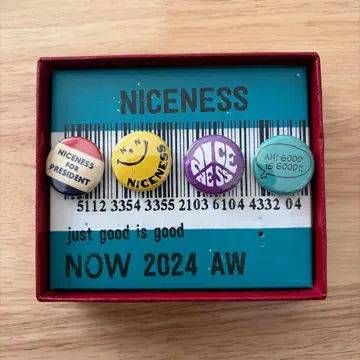 NICENESS
NICENESS
FOR
PRESIDENT
NICENESS
NICE
NESS
AH! GOOD
IS GOOD!!
5112 3354 3355 2103 6104 4332 04
just good is good
NOW 2024 AW